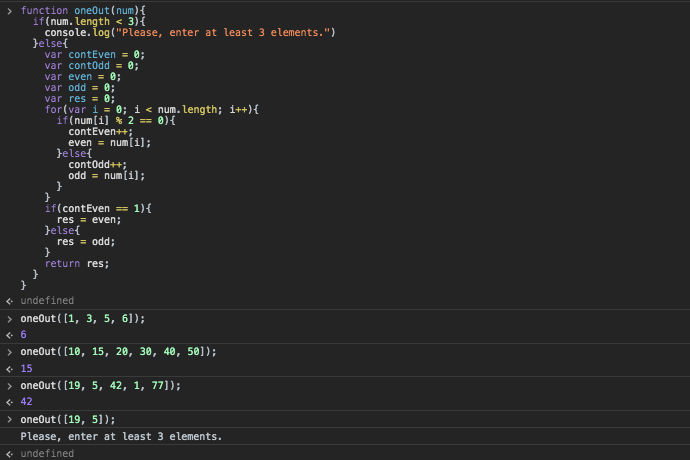 function oneOut(num){
if(num.length < 3){
console.log("Please, enter at least 3 elements.")
}else{
var contEven = 0;
var contOdd = 0;
var even = 0;
var odd = 0;
var res = 0;
for(var i = 0; i < num.length; i++){
if(num[i] % 2 == 0){
contEven++;
even = num[i];
}else{
contOdd++;
odd = num[i];
}
}
if(contEven == 1){
res = even;
}else{
res = odd;
}
return res;
}
}
undefined
oneOut([1, 3, 5, 6]);
6
oneOut([10, 15, 20, 30, 40, 50]);
15
oneOut([19, 5, 42, 1, 77]);
42
oneOut([19, 5]);
Please, enter at least 3 elements.
undefined